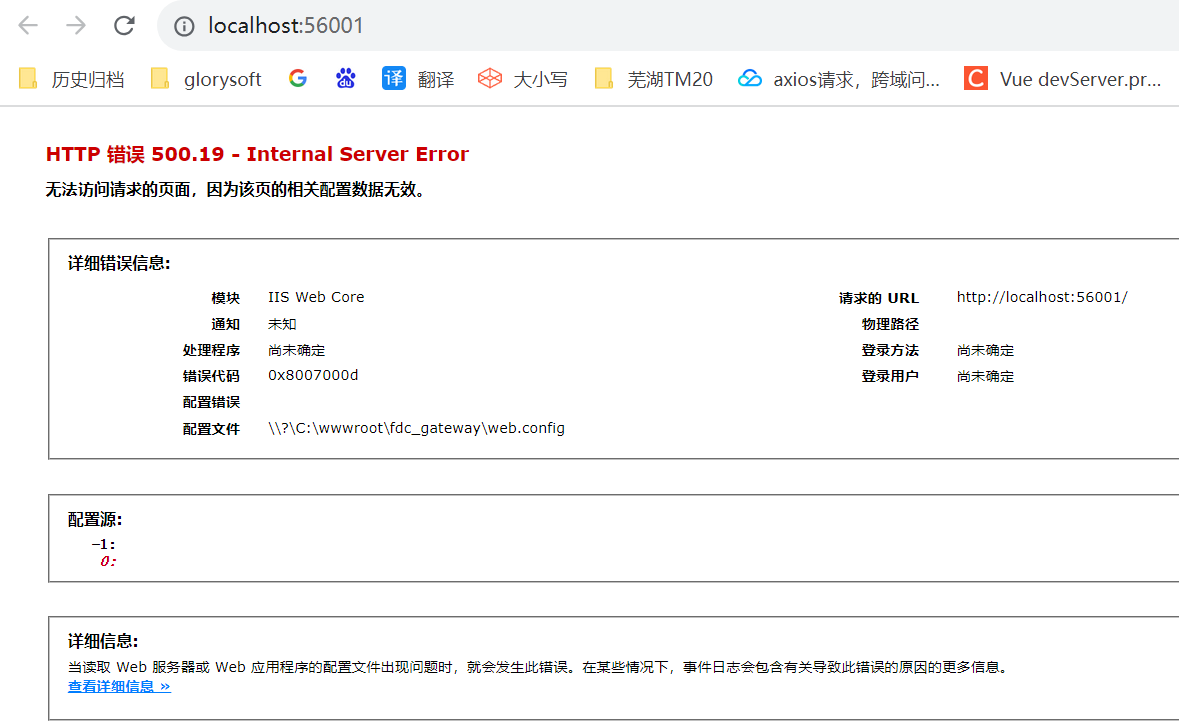 localhost:56001
历史归档 glorysoft 译 翻译 大小写 芜湖TM20 axios请求，跨域问... C Vue devServer.pr...
HTTP 错误 500.19 - Internal Server Error
无法访问请求的页面，因为该页的相关配置数据无效。
详细错误信息:
模块 IIS Web Core 请求的 URL http://localhost:56001/
通知 未知 物理路径
处理程序 尚未确定 登录方法 尚未确定
错误代码 0x8007000d 登录用户 尚未确定
配置错误
配置文件 \\?\C:\wwwroot\fdc_gateway\web.config
配置源:
-1:
0:
详细信息:
当读取 Web 服务器或 Web 应用程序的配置文件出现问题时，就会发生此错误。在某些情况下，事件日志会包含有关导致此错误的原因的更多信息。
查看详细信息 »